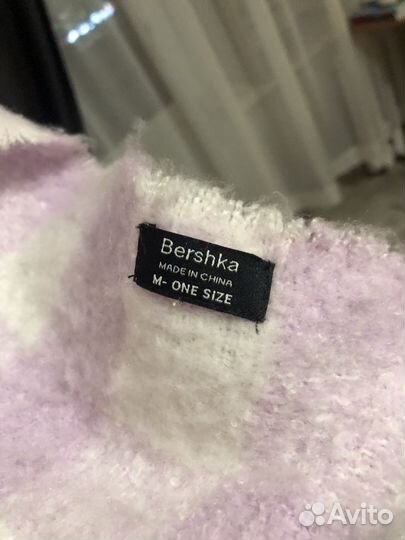 Bershka
MADE IN CHINA
M- ONE SIZE
Avito